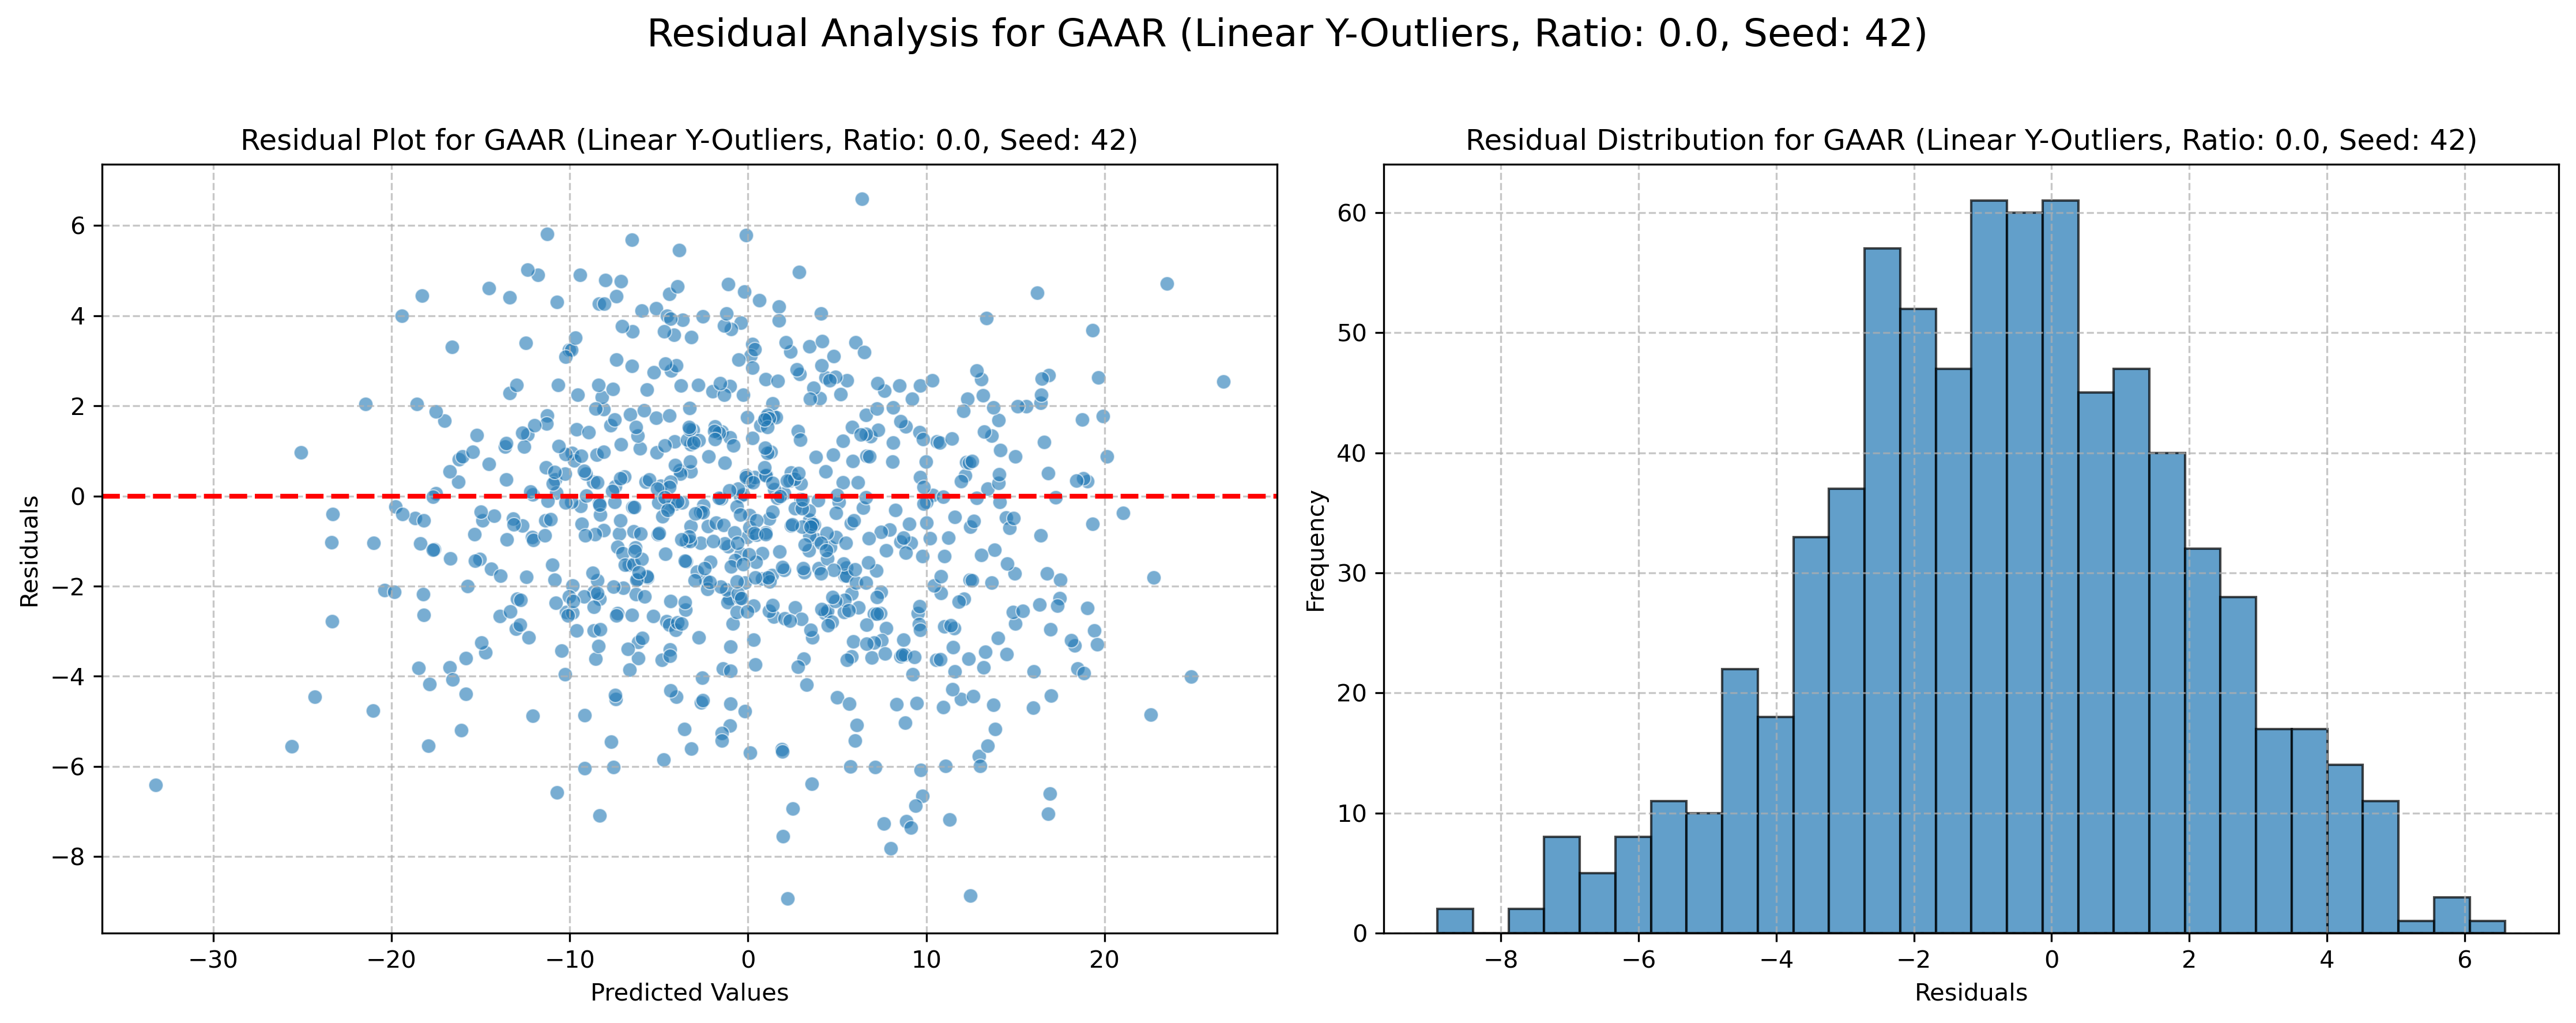 Residual Analysis for GAAR (Linear Y-Outliers, Ratio: 0.0, Seed: 42)
Residual Plot for GAAR (Linear Y-Outliers, Ratio: 0.0, Seed: 42)
6
4
2
0
−2
−4
−6
−8
Residuals
−30 −20 −10 0 10 20
Predicted Values
Residual Distribution for GAAR (Linear Y-Outliers, Ratio: 0.0, Seed: 42)
60
50
40
30
20
10
0
Frequency
−8 −6 −4 −2 0 2 4 6
Residuals